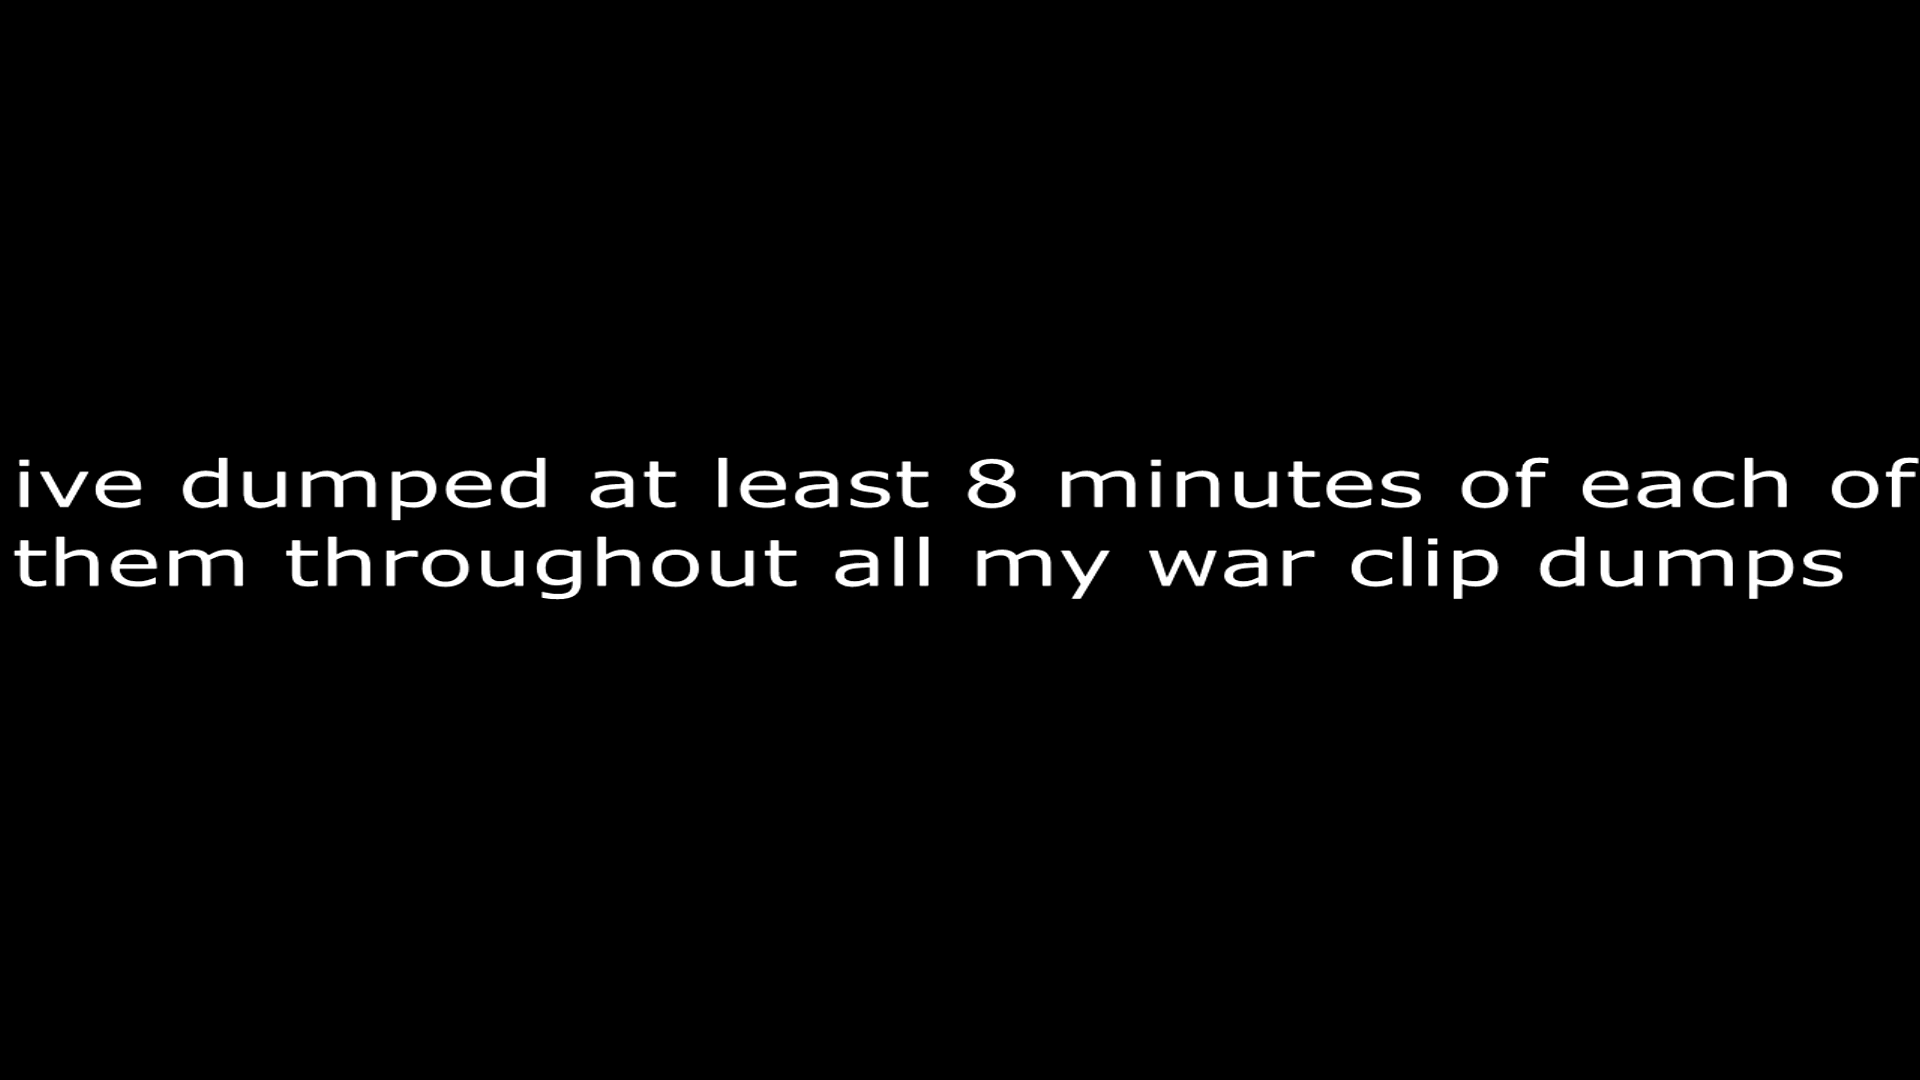 ive dumped at least 8 minutes of each of
them throughout all my war clip dumps